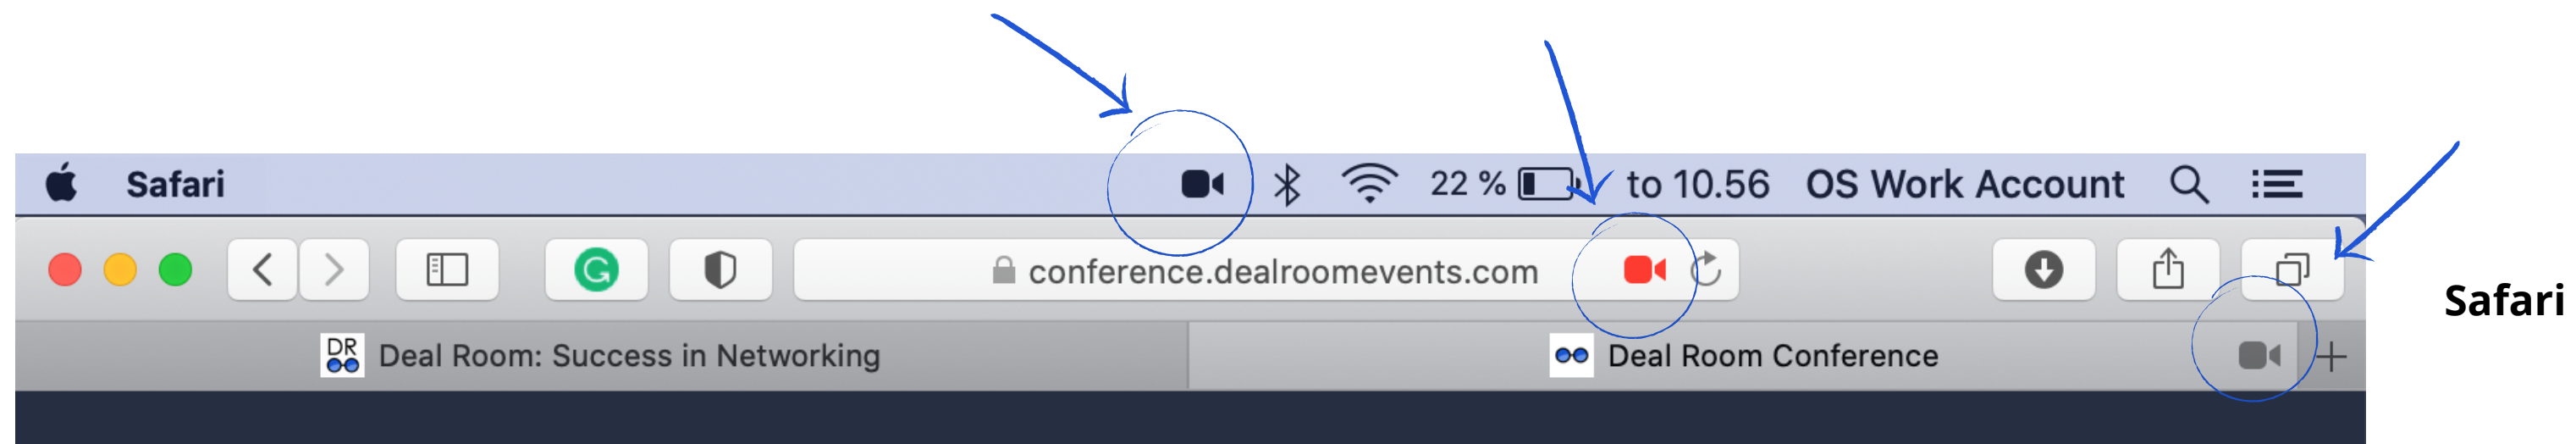 Safari 22 % to 10.56 OS Work Account
conference.dealroomevents.com
Safari
DR Deal Room: Success in Networking
Deal Room Conference